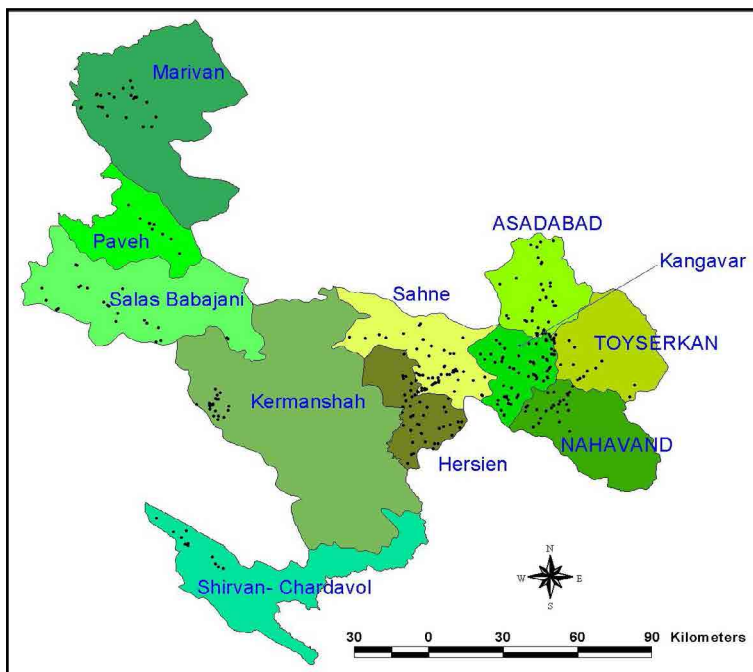 Marivan
ASADABAD
Paveh
Kangavar
Salas Babajani
Sahne
TOYSERKAN
Kermanshah
NAHAVAND
Hersien
N
W
E
S
Shirvan- Chardavol
30 0 30 60 90 Kilometers